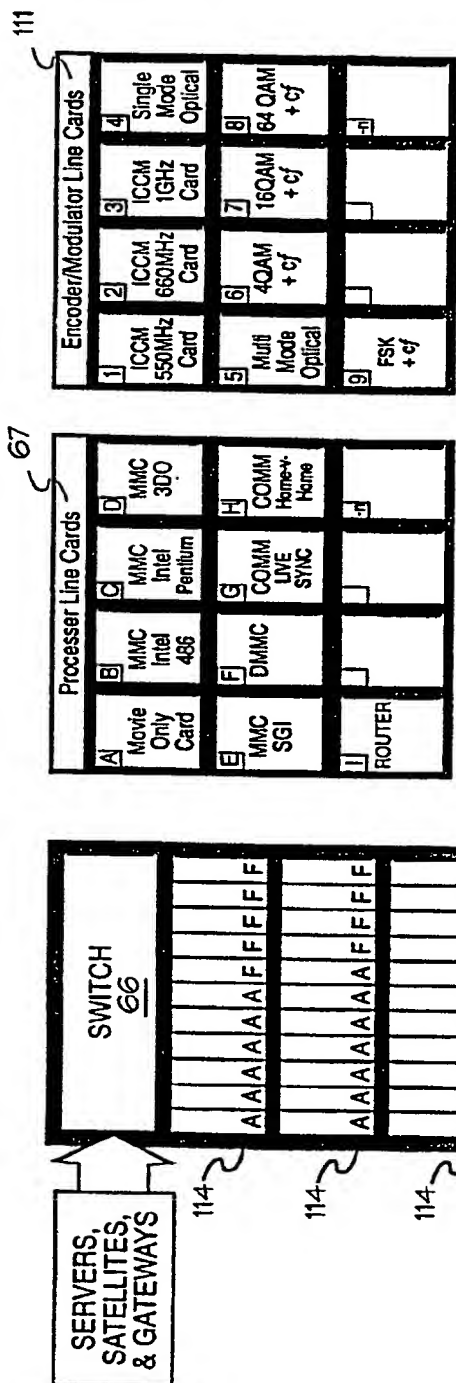 SERVERS,
SATELLITES,
& GATEWAYS
SWITCH
66
114
A A A A A A F F F F F
114
A A A A A A A F F F F
114
Processer Line Cards
67
A
Movie
Only
Card
B
MMC
Intel
486
C
MMC
Intel
Pentium
D
MMC
3DO
E
MMC
SGI
F
DMMC
G
COMM
LIVE
SYNC
H
COMM
Home-v-
Home
I
ROUTER
-n
Encoder/Modulator Line Cards
111
1
ICCM
550MHz
Card
2
ICCM
660MHz
Card
3
ICCM
1GHz
Card
4
Single
Mode
Optical
5
Multi
Mode
Optical
6
4QAM
+ cf
7
16QAM
+ cf
8
64 QAM
+ cf
9
FSK
+ cf
-n